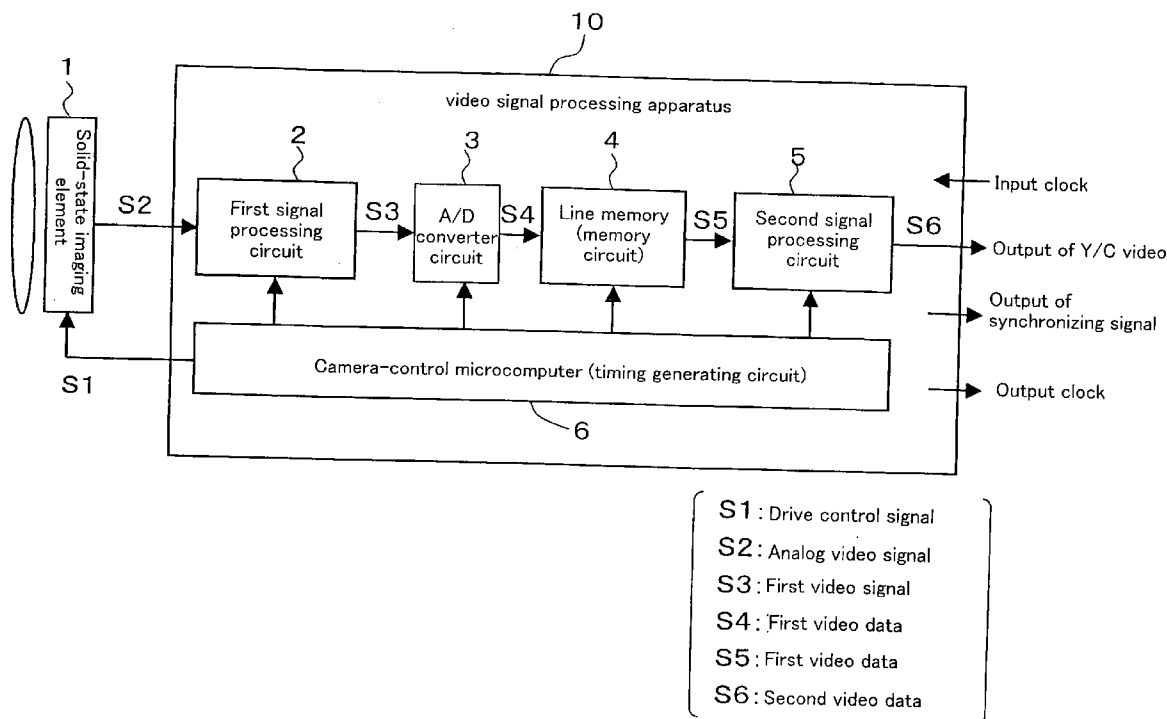 10
1
video signal processing apparatus
2
3
4
5
Solid-state imaging
element
S2
First signal
processing
circuit
S3
A/D
converter
circuit
S4
Line memory
(memory
circuit)
S5
Second signal
processing
circuit
S6
Input clock
Output of Y/C video
Output of
synchronizing signal
Output clock
S1
Camera-control microcomputer (timing generating circuit)
6
S1: Drive control signal
S2: Analog video signal
S3: First video signal
S4: First video data
S5: First video data
S6: Second video data